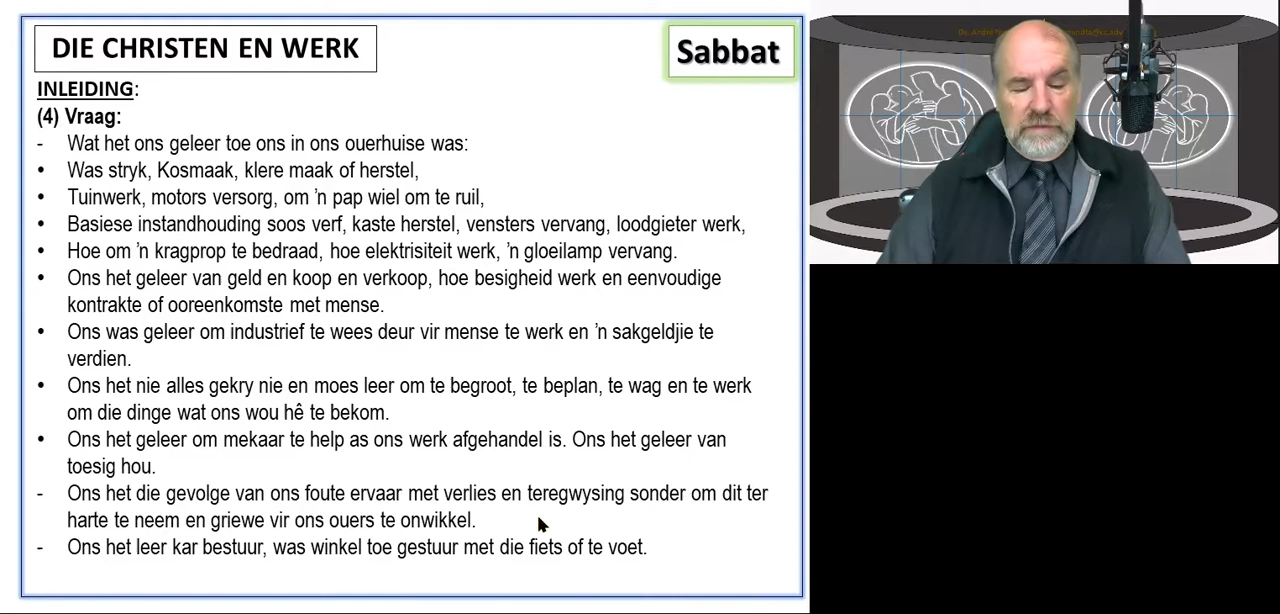 DIE CHRISTEN EN WERK
Sabbat
INLEIDING:
(4) Vraag:
- Wat het ons geleer toe ons in ons ouerhuise was:
• Was stryk, Kosmaak, klere maak of herstel,
• Tuinwerk, motors versorg, om 'n pap wiel om te ruil,
• Basiese instandhouding soos verf, kaste herstel, vensters vervang, loodgieter werk,
• Hoe om 'n kragprop te bedraad, hoe elektrisiteit werk, 'n gloeilamp vervang.
• Ons het geleer van geld en koop en verkoop, hoe besigheid werk en eenvoudige
kontrakte of ooreenkomste met mense.
• Ons was geleer om industrief te wees deur vir mense te werk en 'n sakgeldjie te
verdien.
• Ons het nie alles gekry nie en moes leer om te begroot, te beplan, te wag en te werk
om die dinge wat ons wou hê te bekom.
• Ons het geleer om mekaar te help as ons werk afgehandel is. Ons het geleer van
toesig hou.
- Ons het die gevolge van ons foute ervaar met verlies en teregwysing sonder om dit ter
harte te neem en griewe vir ons ouers te onwikkel.
- Ons het leer kar bestuur, was winkel toe gestuur met die fiets of te voet.